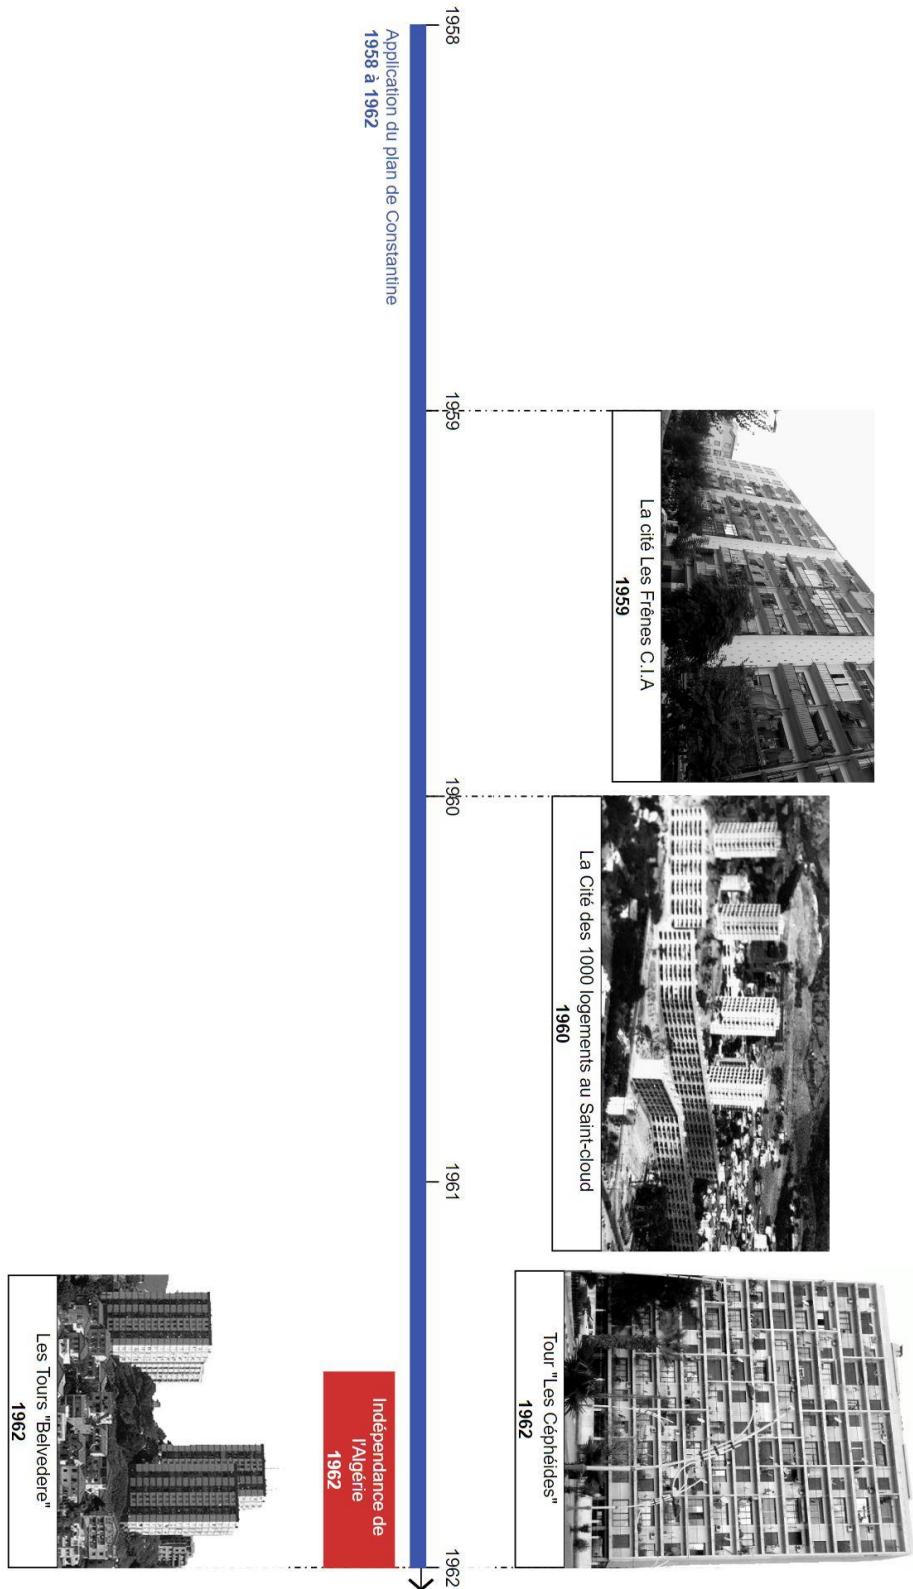 La cité Les Frênes C.I.A
1959
La Cité des 1000 logements au Saint-cloud
1960
Tour "Les Céphéides"
1962
1958
1959
1960
1961
1962
Application du plan de Constantine
1958 à 1962
Indépendance de
l'Algérie
1962
Les Tours "Belvedere"
1962